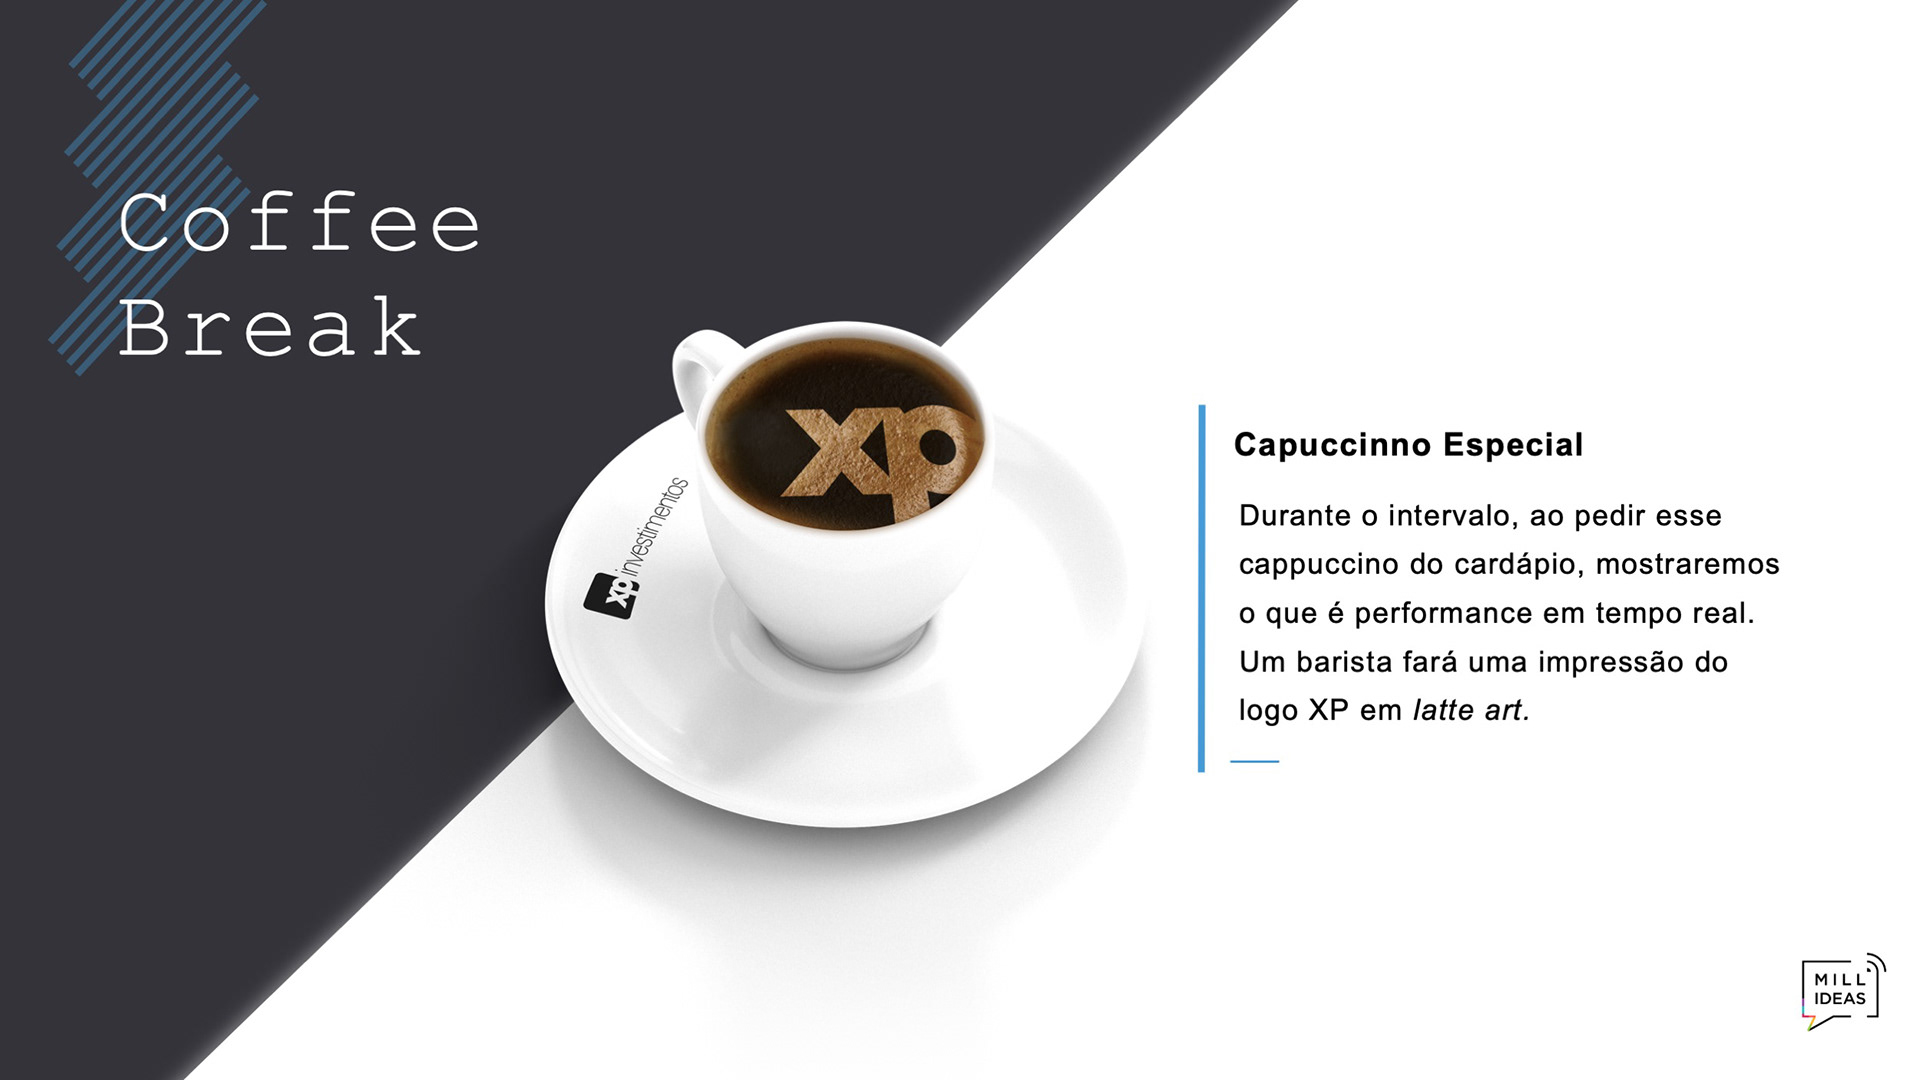 Coffee
Break
xp
xp investimentos
Capuccinno Especial
Durante o intervalo, ao pedir esse
cappuccino do cardápio, mostraremos
o que é performance em tempo real.
Um barista fará uma impressão do
logo XP em latte art.
MILL
IDEAS